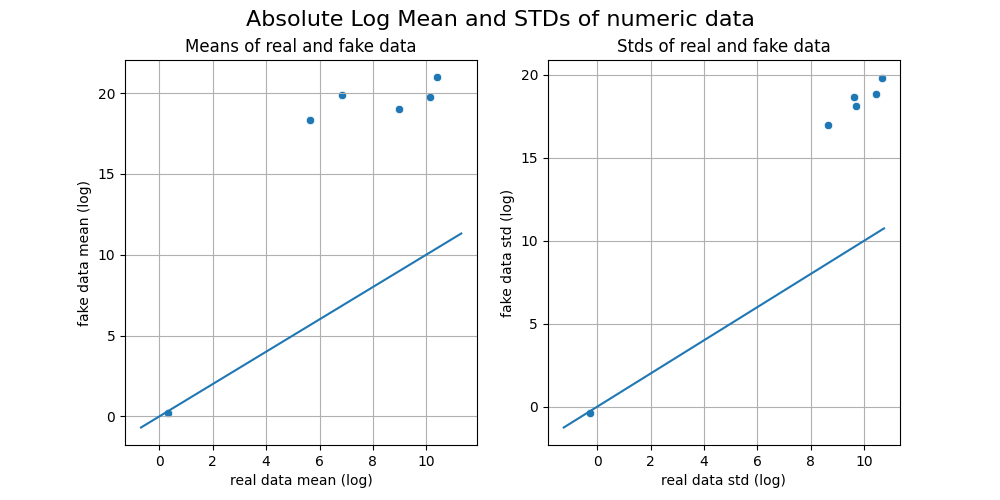 Absolute Log Mean and STDs of numeric data
Means of real and fake data
fake data mean (log)
20
15
10
5
0
0 2 4 6 8 10
real data mean (log)
Stds of real and fake data
fake data std (log)
20
15
10
5
0
0 2 4 6 8 10
real data std (log)